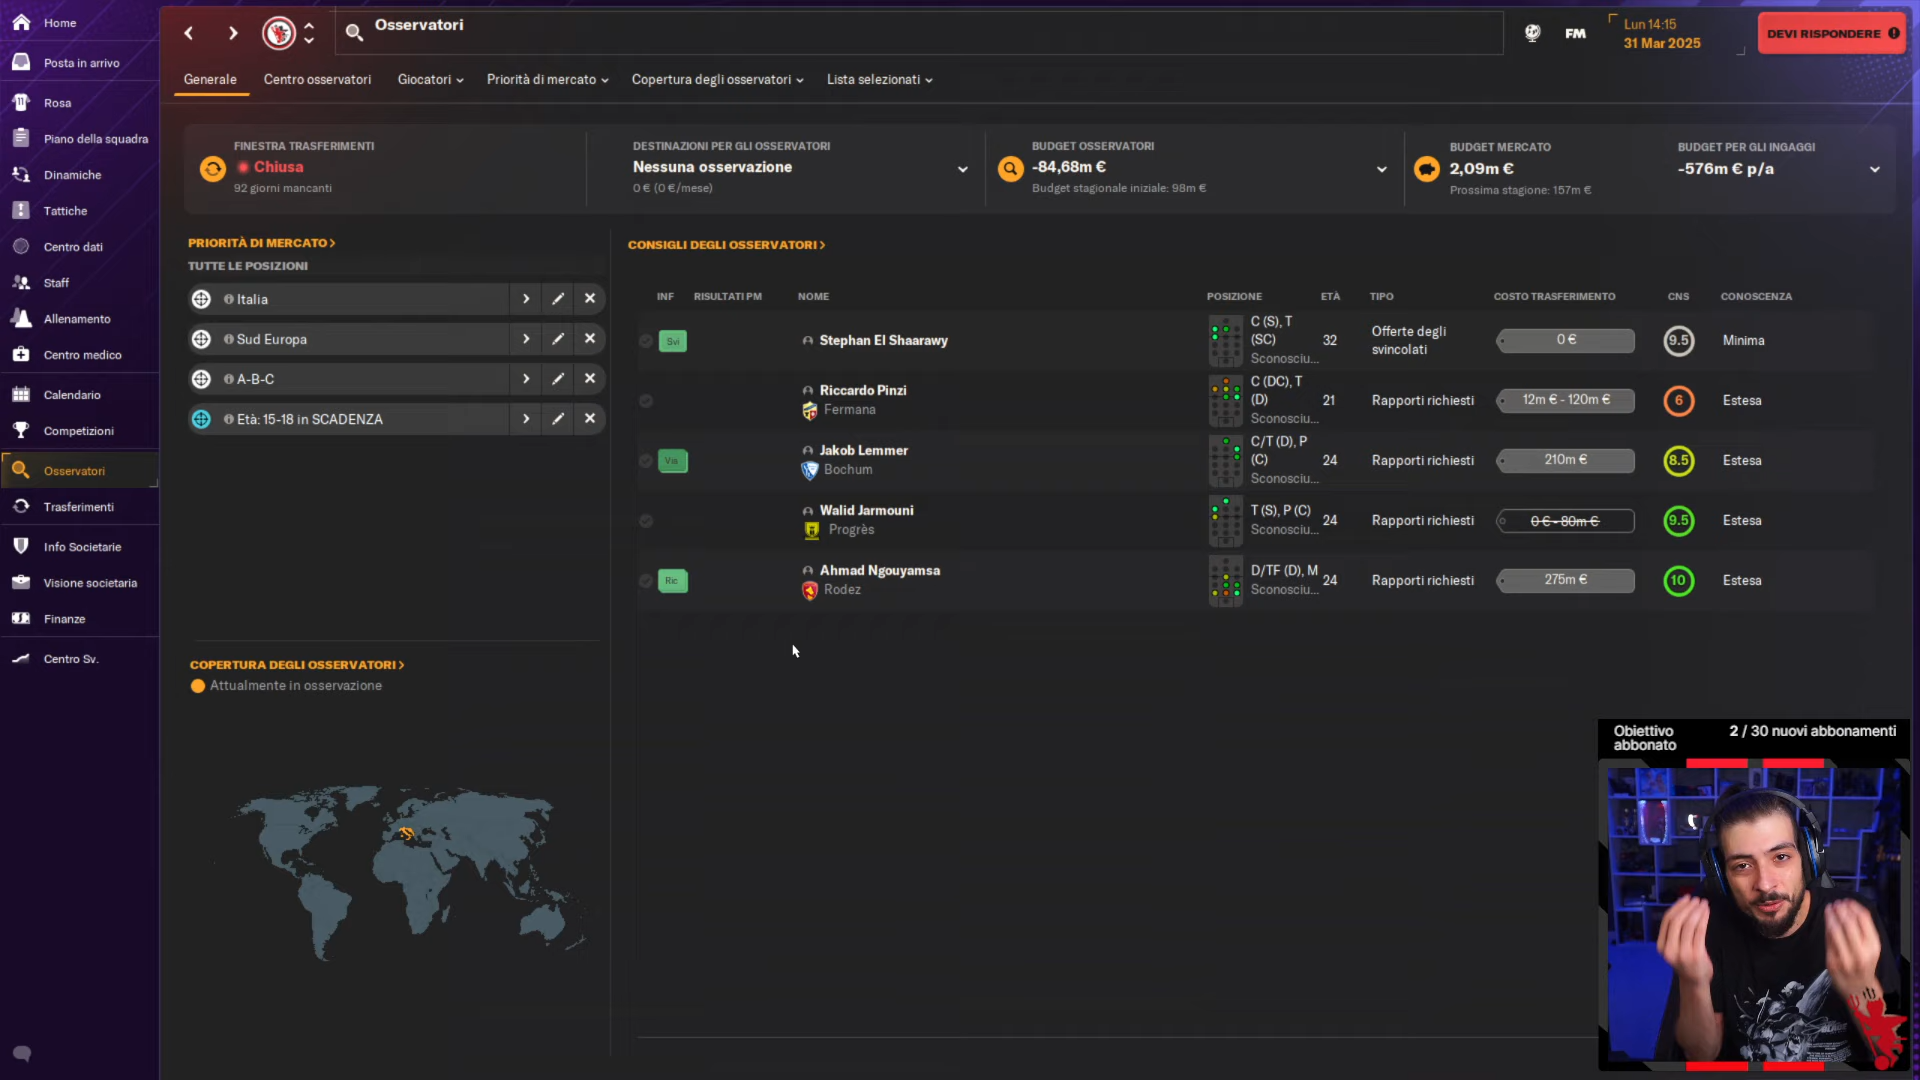 Home
Posta in arrivo
Rosa
Piano della squadra
Dinamiche
Tattiche
Centro dati
Staff
Allenamento
Centro medico
Calendario
Competizioni
Osservatori
Trasferimenti
Info Societarie
Visione societaria
Finanze
Centro Sv.
Osservatori
FM
Lun 14:15
31 Mar 2025
DEVI RISPONDERE
Generale
Centro osservatori
Giocatori
Priorità di mercato
Copertura degli osservatori
Lista selezionati
FINESTRA TRASFERIMENTI
Chiusa
92 giorni mancanti
DESTINAZIONI PER GLI OSSERVATORI
Nessuna osservazione
0 € (0 €/mese)
BUDGET OSSERVATORI
-84,68m €
Budget stagionale iniziale: 98m €
BUDGET MERCATO
2,09m €
Prossima stagione: 157m €
BUDGET PER GLI INGAGGI
-576m € p/a
PRIORITÀ DI MERCATO >
TUTTE LE POSIZIONI
Italia
Sud Europa
A-B-C
Età: 15-18 in SCADENZA
COPERTURA DEGLI OSSERVATORI >
Attualmente in osservazione
CONSIGLI DEGLI OSSERVATORI >
INF RISULTATI PM NOME POSIZIONE ETÀ TIPO COSTO TRASFERIMENTO CNS CONOSCENZA
Svi Stephan El Shaarawy C (S), T (SC) Sconosciu... 32 Offerte degli svincolati 0 € 9.5 Minima
Riccardo Pinzi Fermana C (DC), T (D) Sconosciu... 21 Rapporti richiesti 12m € - 120m € 6 Estesa
Via Jakob Lemmer Bochum C/T (D), P (C) Sconosciu... 24 Rapporti richiesti 210m € 8.5 Estesa
Walid Jarmouni Progrès T (S), P (C) Sconosciu... 24 Rapporti richiesti 0 € - 80m € 9.5 Estesa
Ric Ahmad Ngouyamsa Rodez D/TF (D), M Sconosciu... 24 Rapporti richiesti 275m € 10 Estesa
Obiettivo abbonato
2 / 30 nuovi abbonamenti